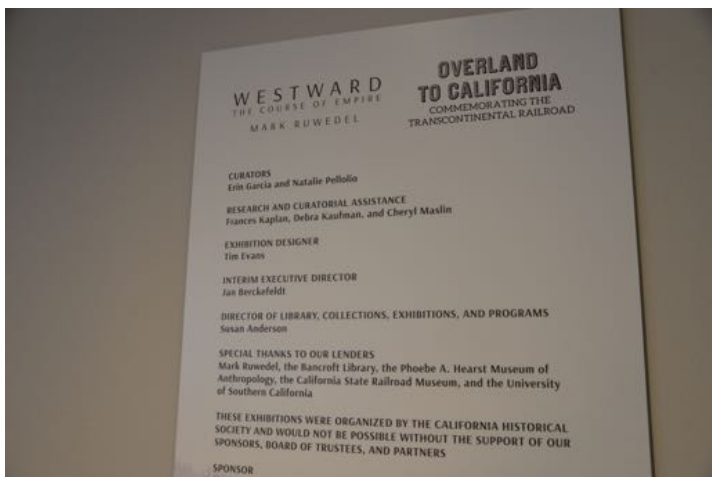 WESTWARD
THE COURSE OF EMPIRE
MARK RUWEDEL
OVERLAND
TO CALIFORNIA
COMMEMORATING THE
TRANSCONTINENTAL RAILROAD
CURATORS
Erin Garcia and Natalie Pellolio
RESEARCH AND CURATORIAL ASSISTANCE
Frances Kaplan, Debra Kaufman, and Cheryl Maslin
EXHIBITION DESIGNER
Tim Evans
INTERIM EXECUTIVE DIRECTOR
Jan Berckefeldt
DIRECTOR OF LIBRARY, COLLECTIONS, EXHIBITIONS, AND PROGRAMS
Susan Anderson
SPECIAL THANKS TO OUR LENDERS
Mark Ruwedel, the Bancroft Library, the Phoebe A. Hearst Museum of
Anthropology, the California State Railroad Museum, and the University
of Southern California
THESE EXHIBITIONS WERE ORGANIZED BY THE CALIFORNIA HISTORICAL
SOCIETY AND WOULD NOT BE POSSIBLE WITHOUT THE SUPPORT OF OUR
SPONSORS, BOARD OF TRUSTEES, AND PARTNERS
SPONSOR